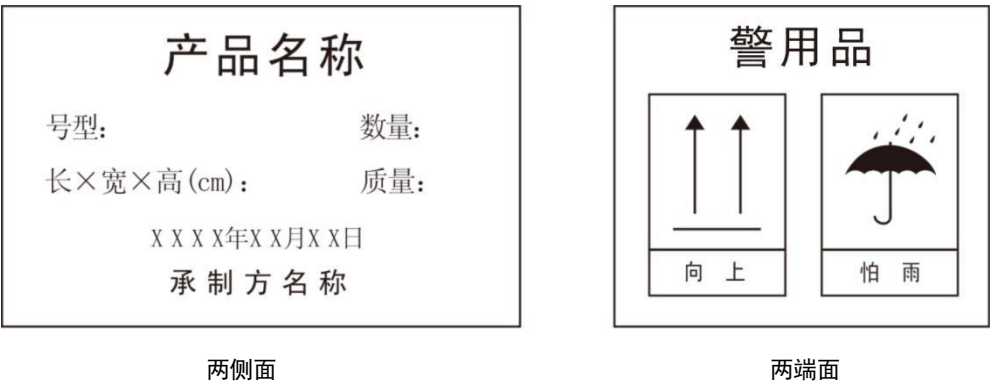 产品名称
号型： 数量：
长×宽×高(cm)： 质量：
XXXX年XX月XX日
承制方名称
两侧面
警用品
向上 怕雨
两端面